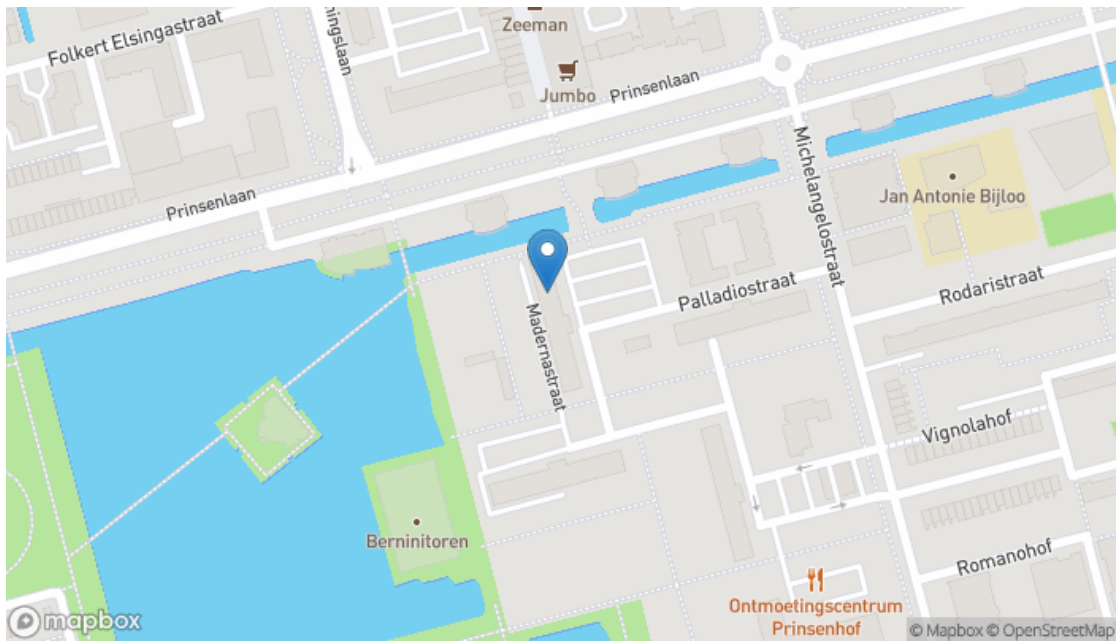 Folkert Elsingastraat
Zeeman
Jumbo
Prinsenlaan
Prinsenlaan
Michelangelostraat
Jan Antonie Bijloo
Palladiostraat
Rodaristraat
Madernastraat
Vignolahof
Berninitoren
Romanohof
Ontmoetingscentrum
Prinsenhof
mapbox
© Mapbox © OpenStreetMap